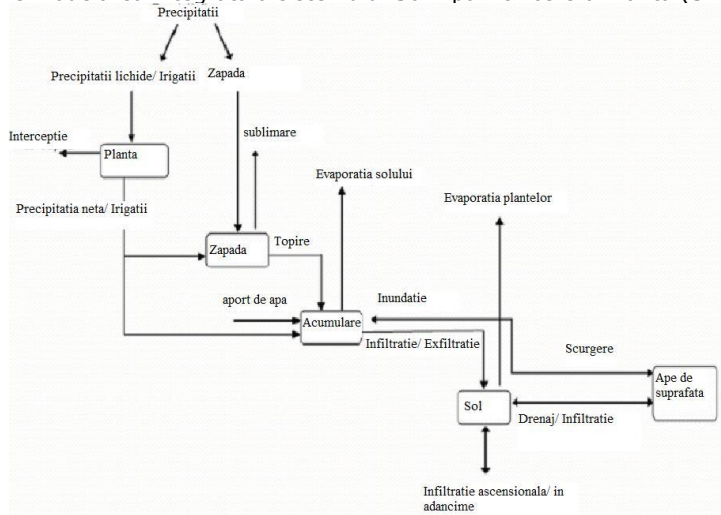 Precipitatii
Precipitatii lichide/ Irigatii
Zapada
Interceptie
Planta
sublimare
Evaporatia solului
Evaporatia plantelor
Precipitatia neta/ Irigatii
Zapada
Topire
aport de apa
Inundatie
Acumulare
Infiltratie/ Exfiltratie
Scurgere
Ape de
suprafata
Sol
Drenaj/ Infiltratie
Infiltratie ascensionala/ in
adancime